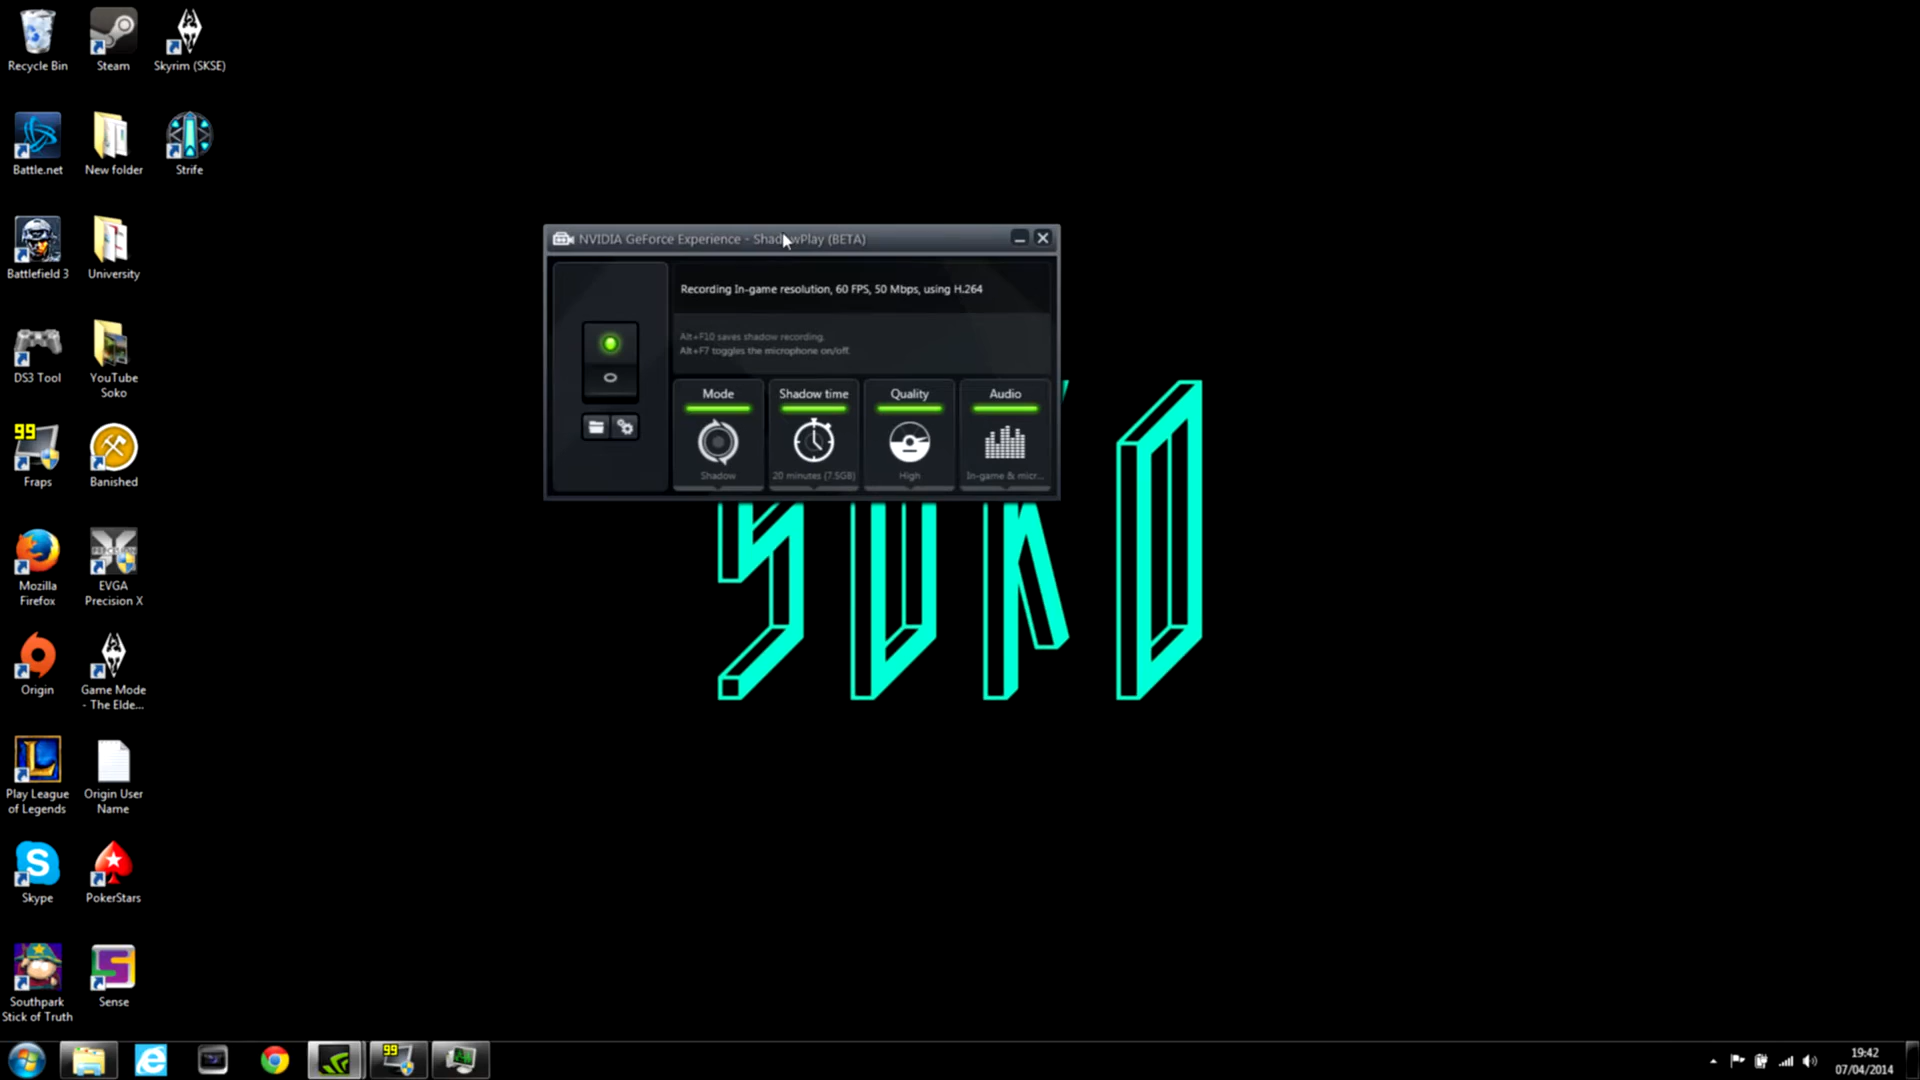 Recycle Bin
Steam
Skyrim (SKSE)
Battle.net
New folder
Strife
Battlefield 3
University
DS3 Tool
YouTube
Soko
99
Fraps
Banished
Mozilla
Firefox
PRECISION
EVGA
Precision X
Origin
Game Mode
- The Elde...
Play League
of Legends
Origin User
Name
Skype
PokerStars
Southpark
Stick of Truth
Sense
NVIDIA GeForce Experience - ShadowPlay (BETA)
Recording In-game resolution, 60 FPS, 50 Mbps, using H.264
Alt+F10 saves shadow recording.
Alt+F7 toggles the microphone on/off.
Mode
Shadow time
Quality
Audio
Shadow
20 minutes (7.5GB)
High
In-game & micr...
SOKO
99
19:42
07/04/2014